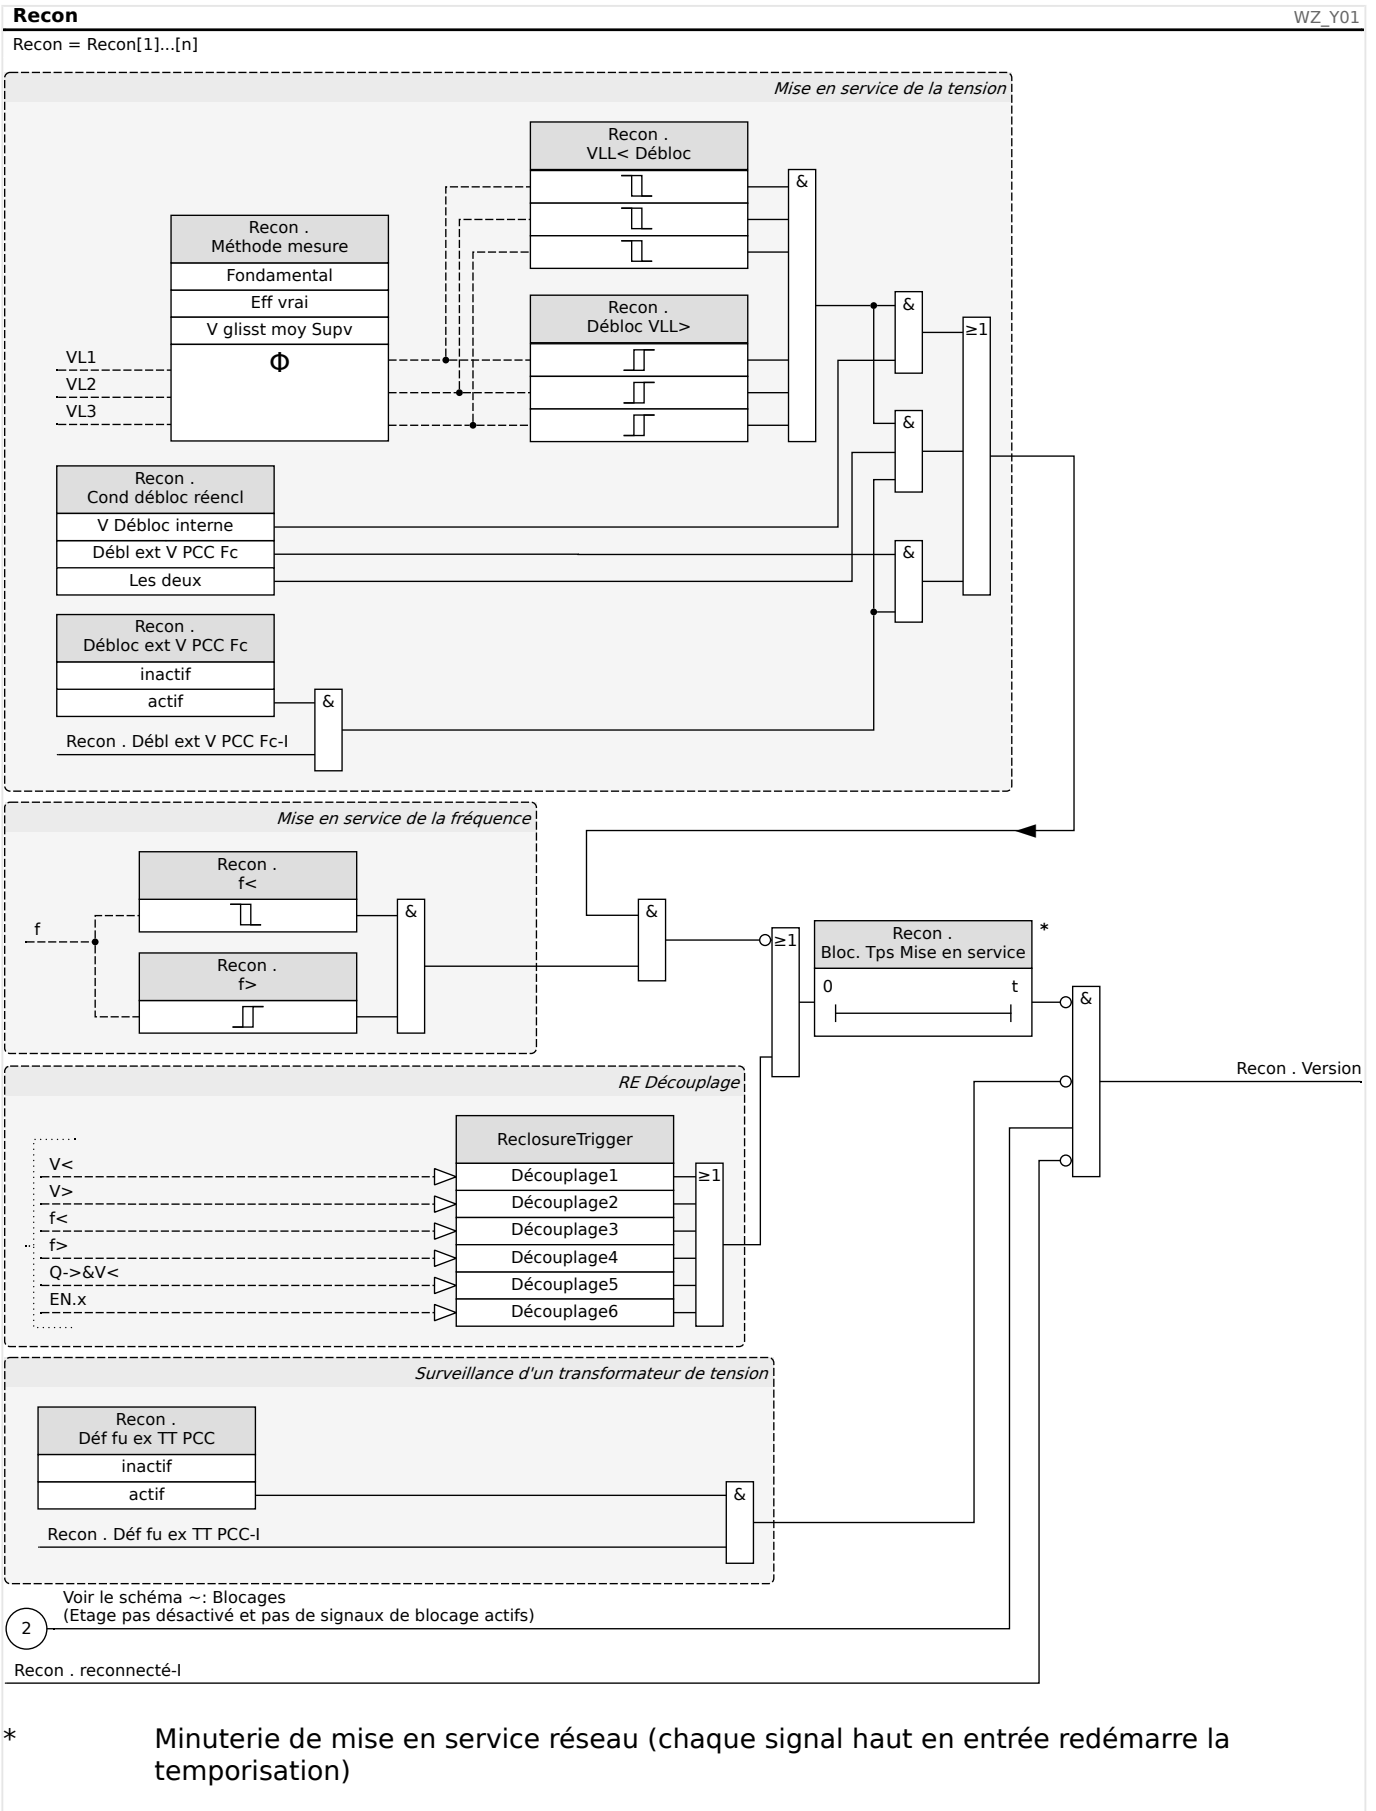 Recon
WZ_Y01
Recon = Recon[1]...[n]
Mise en service de la tension
Recon .
VLL< Débloc
&
Recon .
Méthode mesure
Fondamental
Eff vrai
V glisst moy Supv
Φ
VL1
VL2
VL3
Recon .
Débloc VLL>
&
≥1
&
Recon .
Cond débloc réencl
V Débloc interne
Débl ext V PCC Fc
Les deux
&
Recon .
Débloc ext V PCC Fc
inactif
actif
&
Recon . Débl ext V PCC Fc-I
Mise en service de la fréquence
Recon .
f<
f
Recon .
f>
&
&
≥1
Recon .
Bloc. Tps Mise en service
*
0
t
&
Recon . Version
RE Découplage
ReclosureTrigger
V<
Découplage1
≥1
V>
Découplage2
f<
Découplage3
f>
Découplage4
Q->&V<
Découplage5
EN.x
Découplage6
Surveillance d'un transformateur de tension
Recon .
Déf fu ex TT PCC
inactif
actif
&
Recon . Déf fu ex TT PCC-I
Voir le schéma ~: Blocages
(Etage pas désactivé et pas de signaux de blocage actifs)
2
Recon . reconnecté-I
* Minuterie de mise en service réseau (chaque signal haut en entrée redémarre la
temporisation)